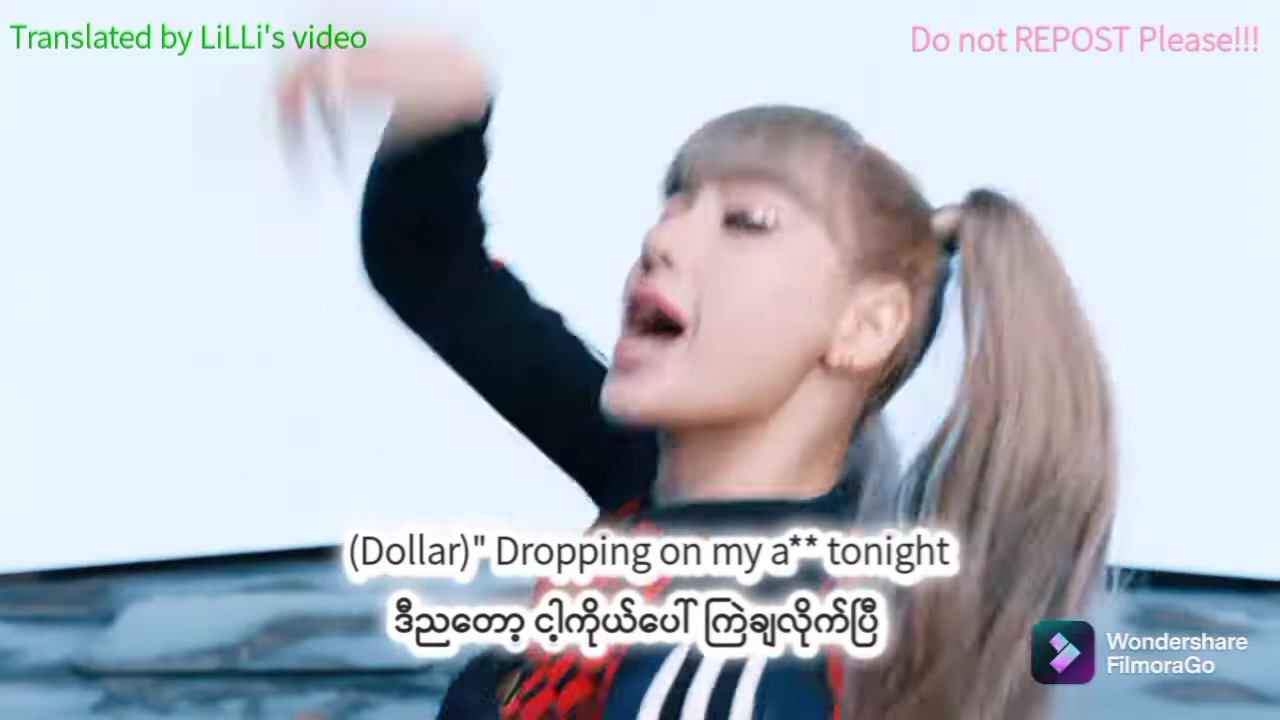 Translated by LiLLi's video
Do not REPOST Please!!!
(Dollar)" Dropping on my a** tonight
ဒီညတော့ ငါ့ကိုယ်ပေါ် ကြဲချလိုက်ပြီ
Wondershare
FilmoraGo